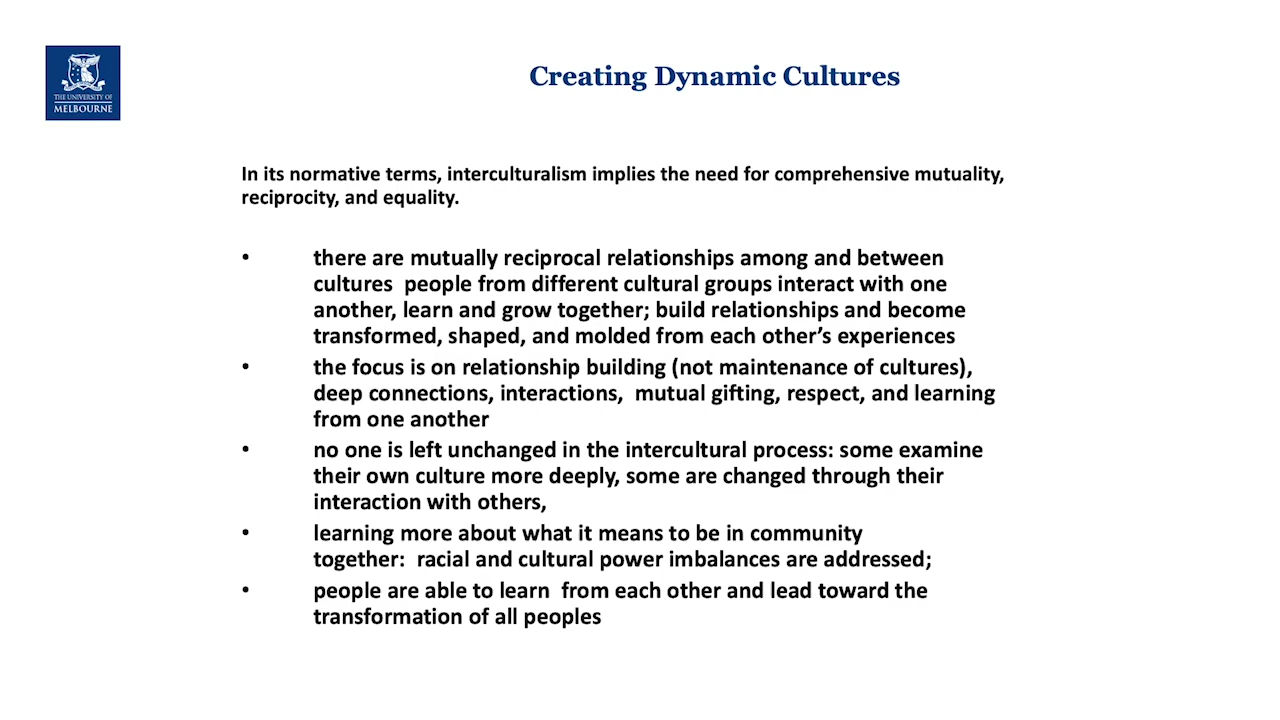 THE UNIVERSITY OF
MELBOURNE
Creating Dynamic Cultures
In its normative terms, interculturalism implies the need for comprehensive mutuality,
reciprocity, and equality.
• there are mutually reciprocal relationships among and between
cultures  people from different cultural groups interact with one
another, learn and grow together; build relationships and become
transformed, shaped, and molded from each other’s experiences
• the focus is on relationship building (not maintenance of cultures),
deep connections, interactions,  mutual gifting, respect, and learning
from one another
• no one is left unchanged in the intercultural process: some examine
their own culture more deeply, some are changed through their
interaction with others,
• learning more about what it means to be in community
together:  racial and cultural power imbalances are addressed;
• people are able to learn  from each other and lead toward the
transformation of all peoples